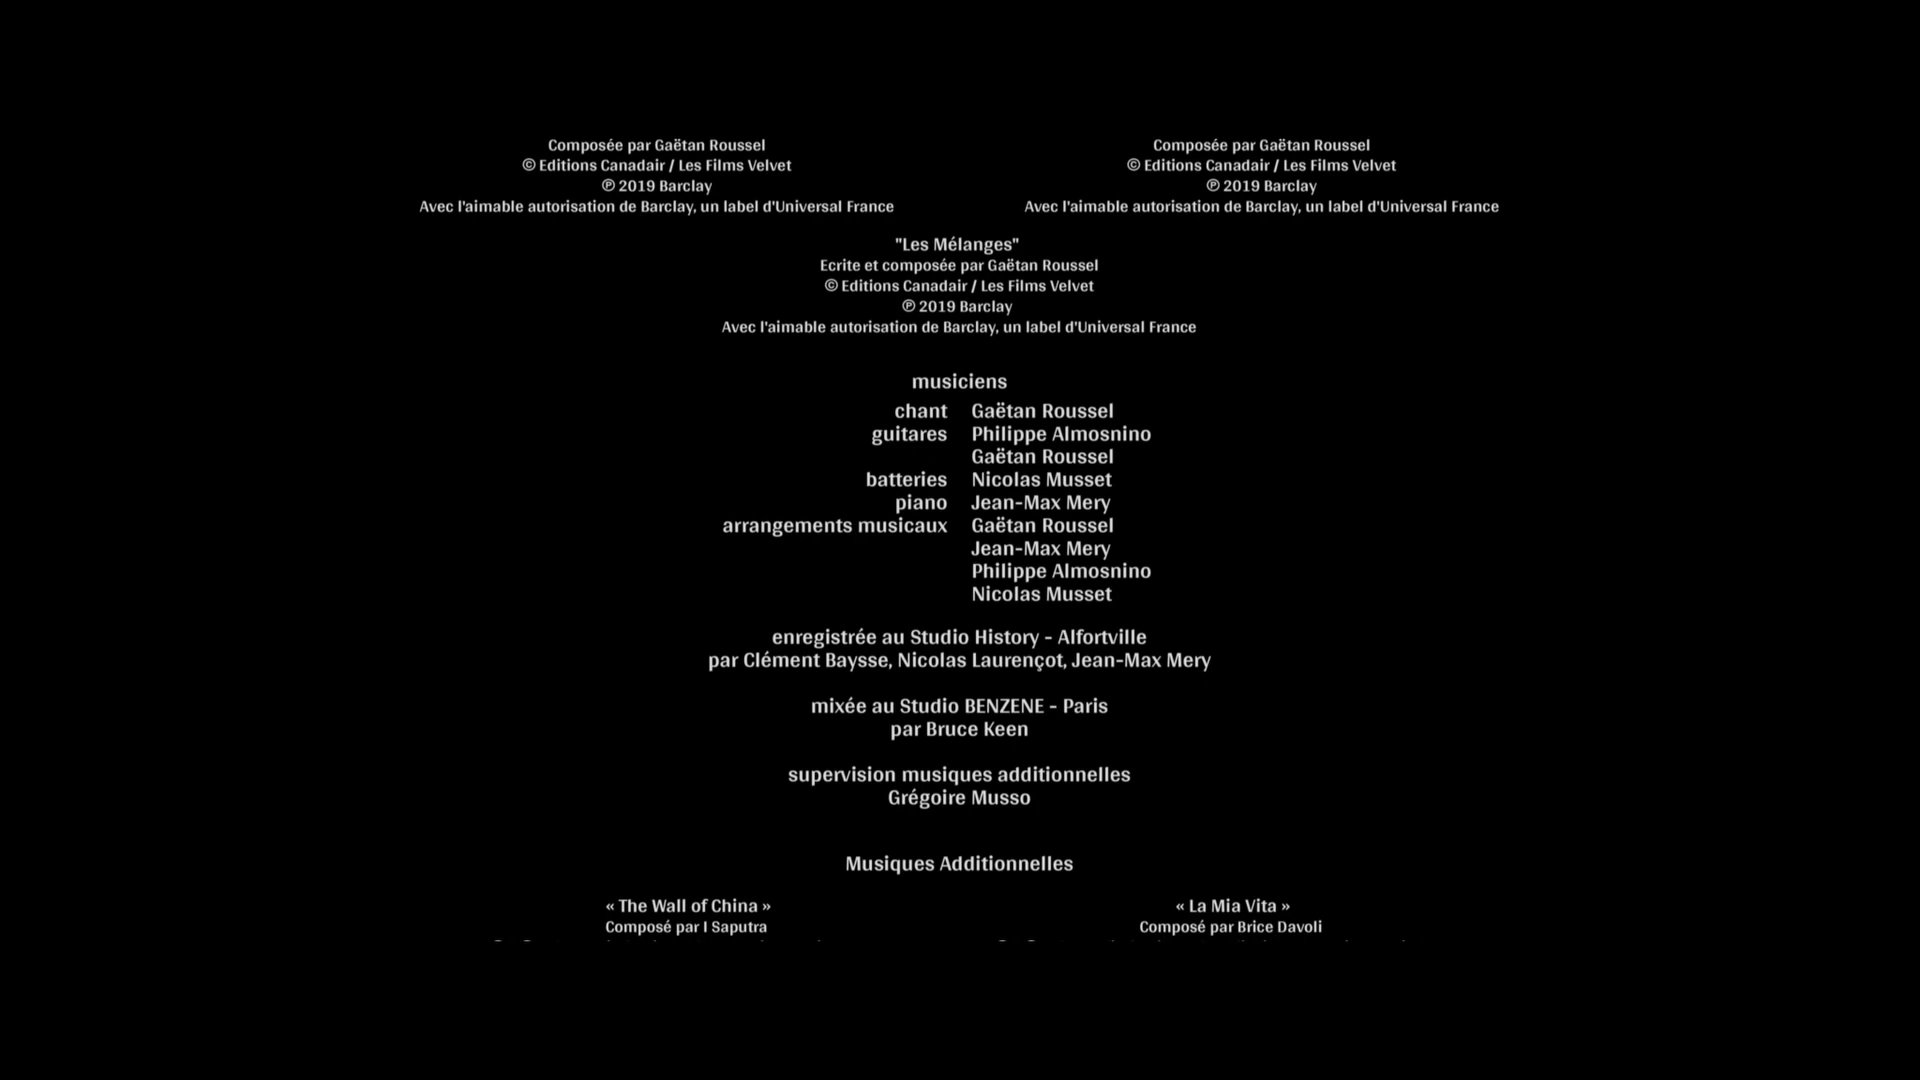 Composée par Gaëtan Roussel
© Editions Canadair / Les Films Velvet
℗ 2019 Barclay
Avec l'aimable autorisation de Barclay, un label d'Universal France
Composée par Gaëtan Roussel
© Editions Canadair / Les Films Velvet
℗ 2019 Barclay
Avec l'aimable autorisation de Barclay, un label d'Universal France
"Les Mélanges"
Ecrite et composée par Gaëtan Roussel
© Editions Canadair / Les Films Velvet
℗ 2019 Barclay
Avec l'aimable autorisation de Barclay, un label d'Universal France
musiciens
chant Gaëtan Roussel
guitares Philippe Almosnino
Gaëtan Roussel
batteries Nicolas Musset
piano Jean-Max Mery
arrangements musicaux Gaëtan Roussel
Jean-Max Mery
Philippe Almosnino
Nicolas Musset
enregistrée au Studio History - Alfortville
par Clément Baysse, Nicolas Laurençot, Jean-Max Mery
mixée au Studio BENZENE - Paris
par Bruce Keen
supervision musiques additionnelles
Grégoire Musso
Musiques Additionnelles
« The Wall of China »
Composé par I Saputra
« La Mia Vita »
Composé par Brice Davoli